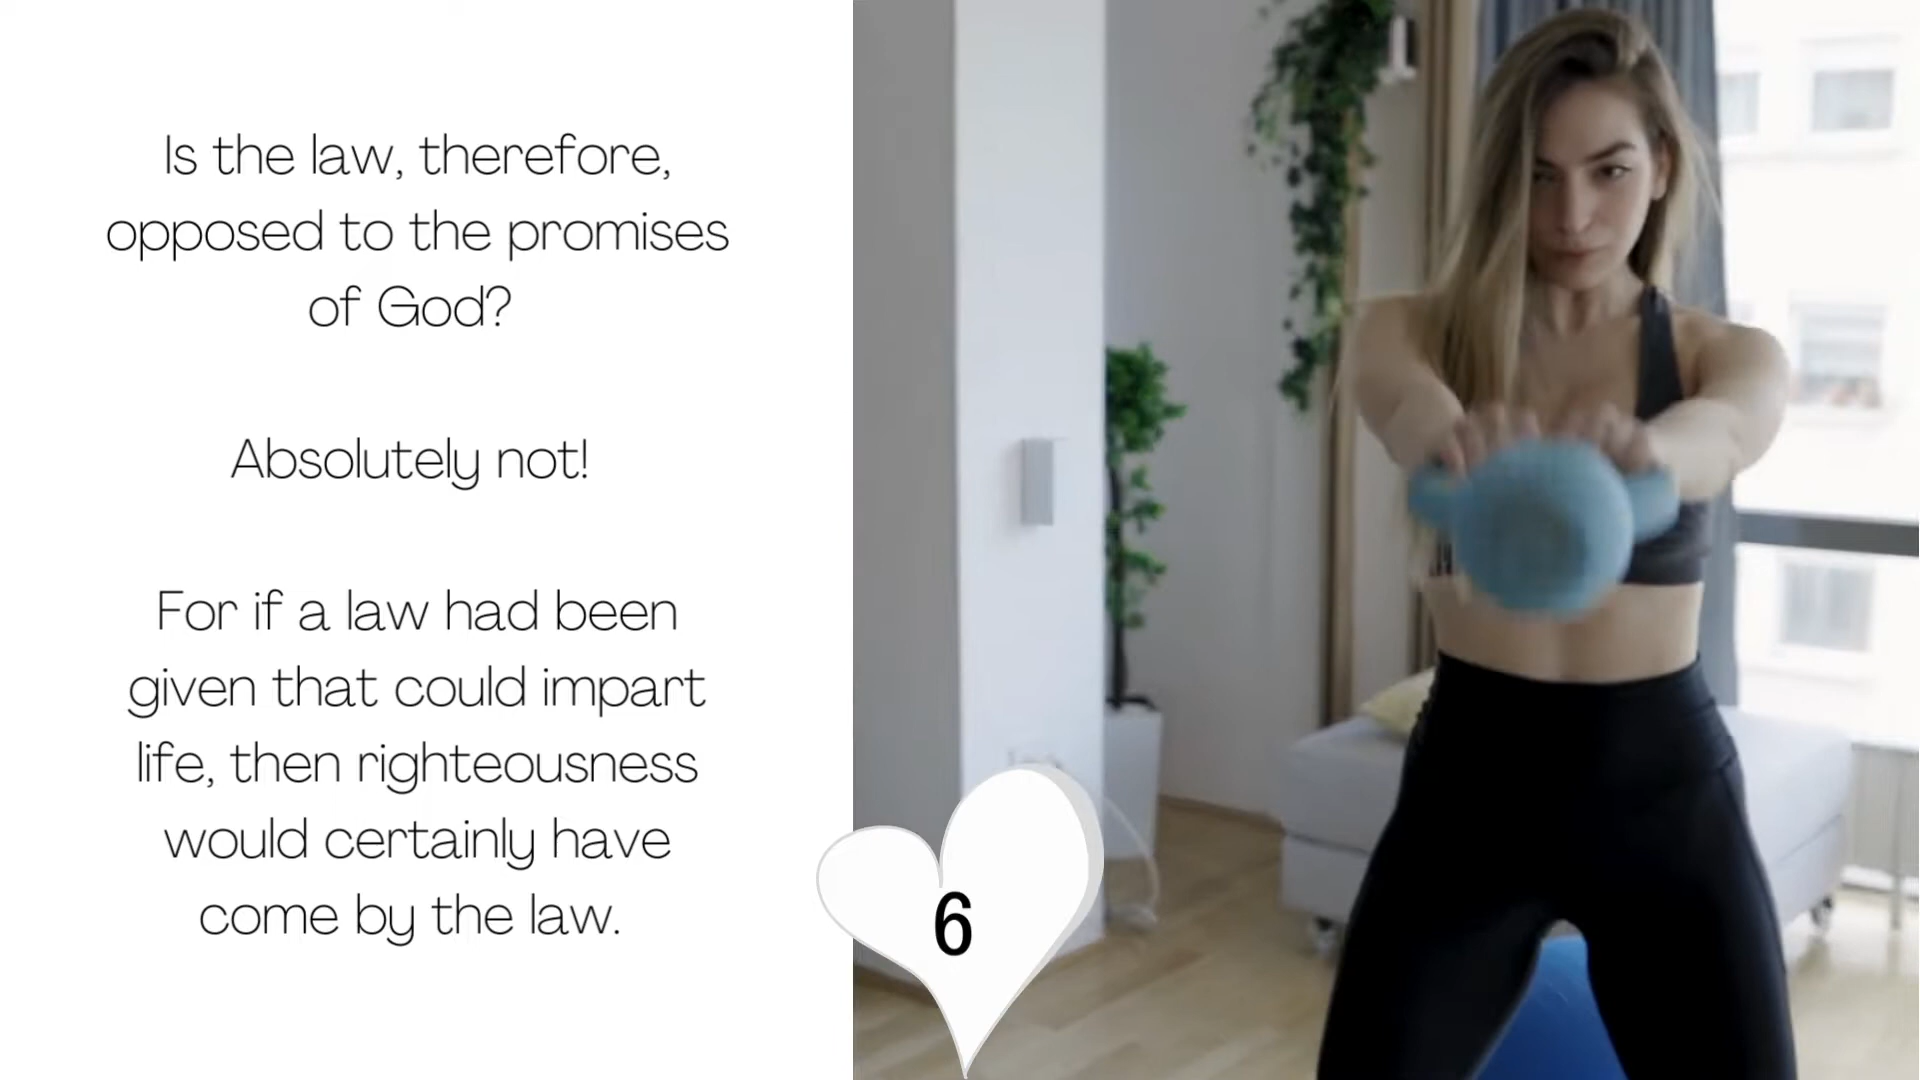 Is the law, therefore,
opposed to the promises
of God?
Absolutely not!
For if a law had been
given that could impart
life, then righteousness
would certainly have
come by the law.
6